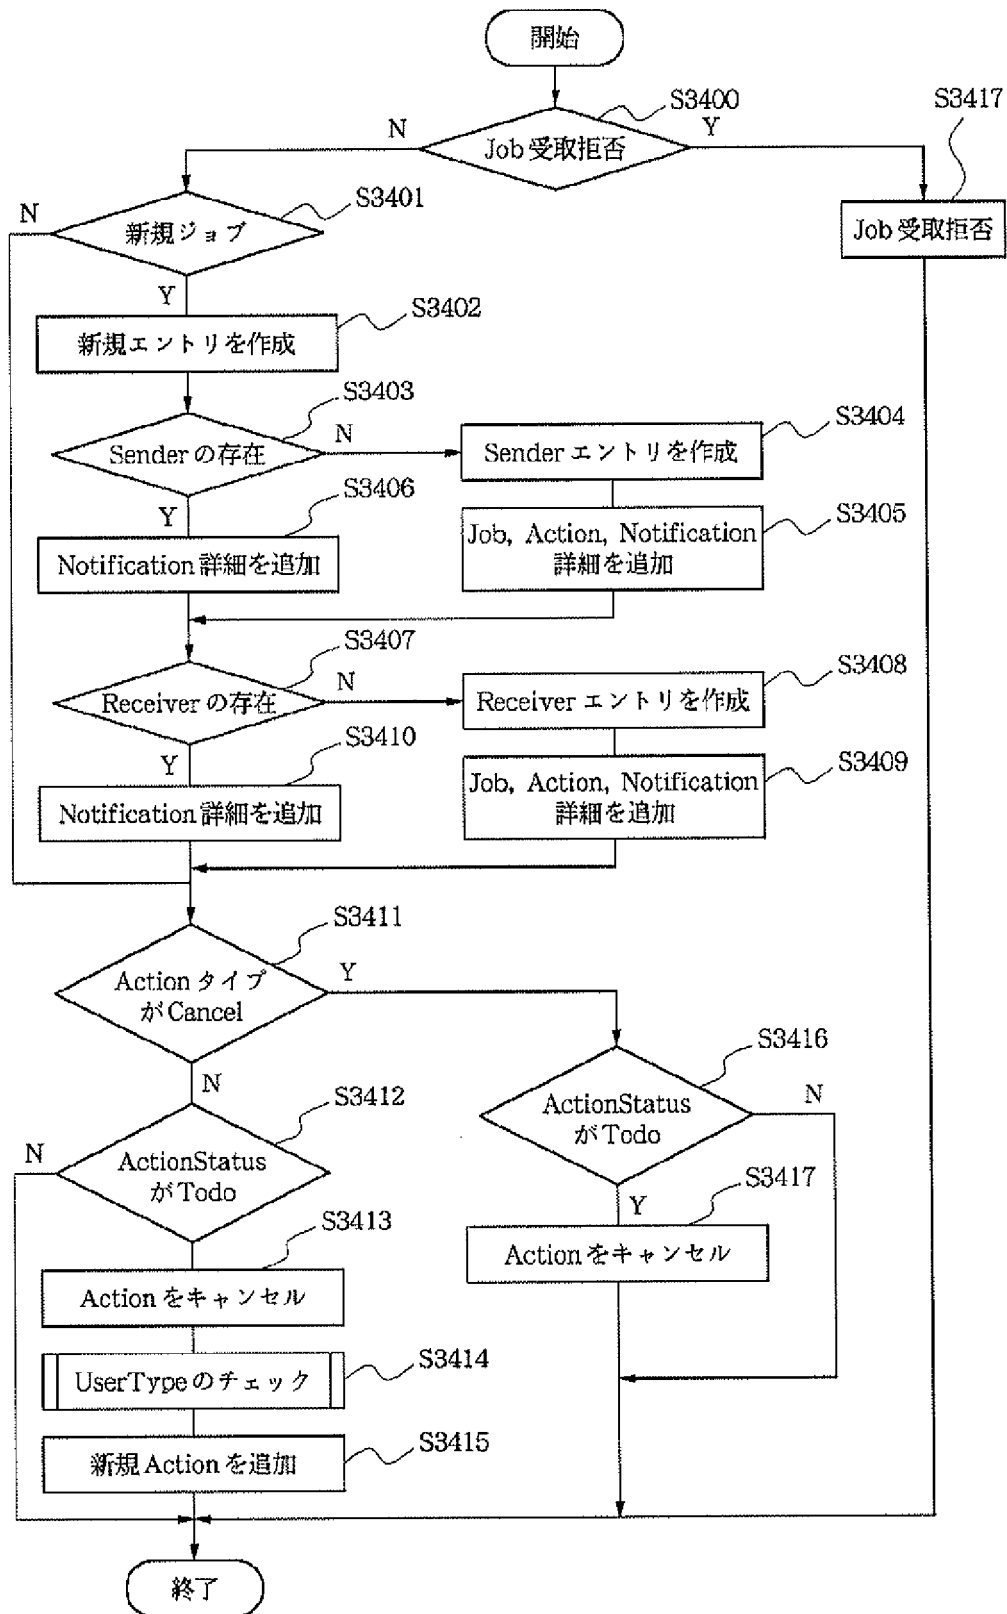 開始
S3400
S3417
N
Job 受取拒否
Y
S3401
N
新規ジョブ
Job 受取拒否
Y
S3402
新規エントリを作成
S3403
Sender の存在
N
S3404
Sender エントリを作成
S3406
Y
S3405
Notification 詳細を追加
Job, Action, Notification
詳細を追加
S3407
Receiver の存在
N
S3408
Receiver エントリを作成
S3410
Y
S3409
Notification 詳細を追加
Job, Action, Notification
詳細を追加
S3411
Action タイプ
が Cancel
Y
N
S3416
ActionStatus
が Todo
N
S3412
N
ActionStatus
が Todo
Y
S3417
Action をキャンセル
S3413
Action をキャンセル
S3414
UserType のチェック
S3415
新規 Action を追加
終了